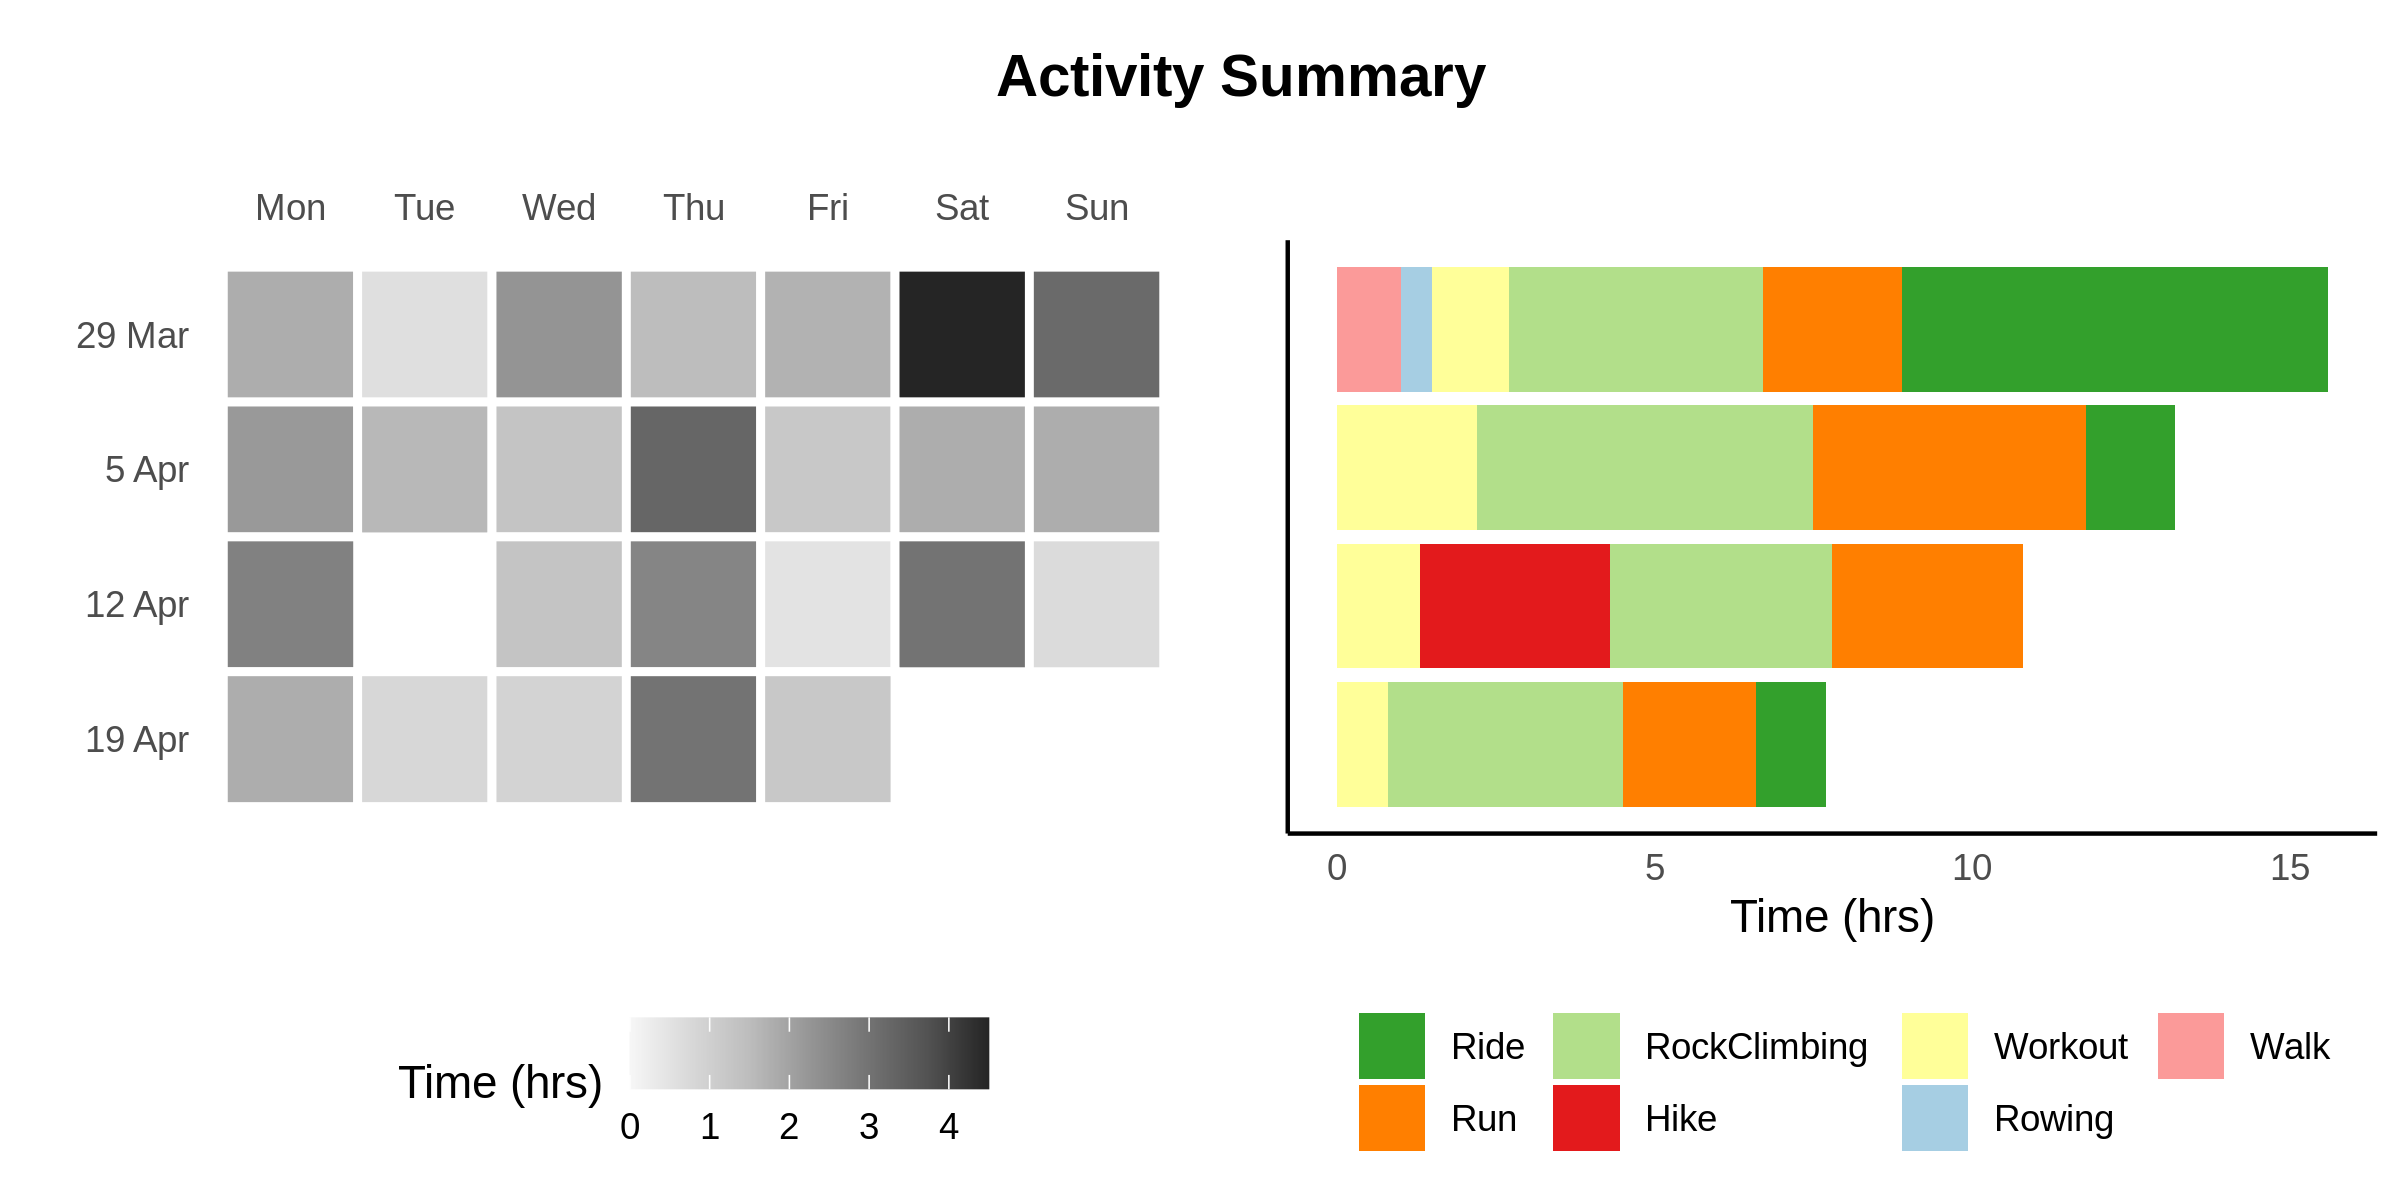 Activity Summary
Mon Tue Wed Thu Fri Sat Sun
29 Mar
5 Apr
12 Apr
19 Apr
Time (hrs)
0 1 2 3 4
0 5 10 15
Time (hrs)
Ride RockClimbing Workout Walk
Run Hike Rowing